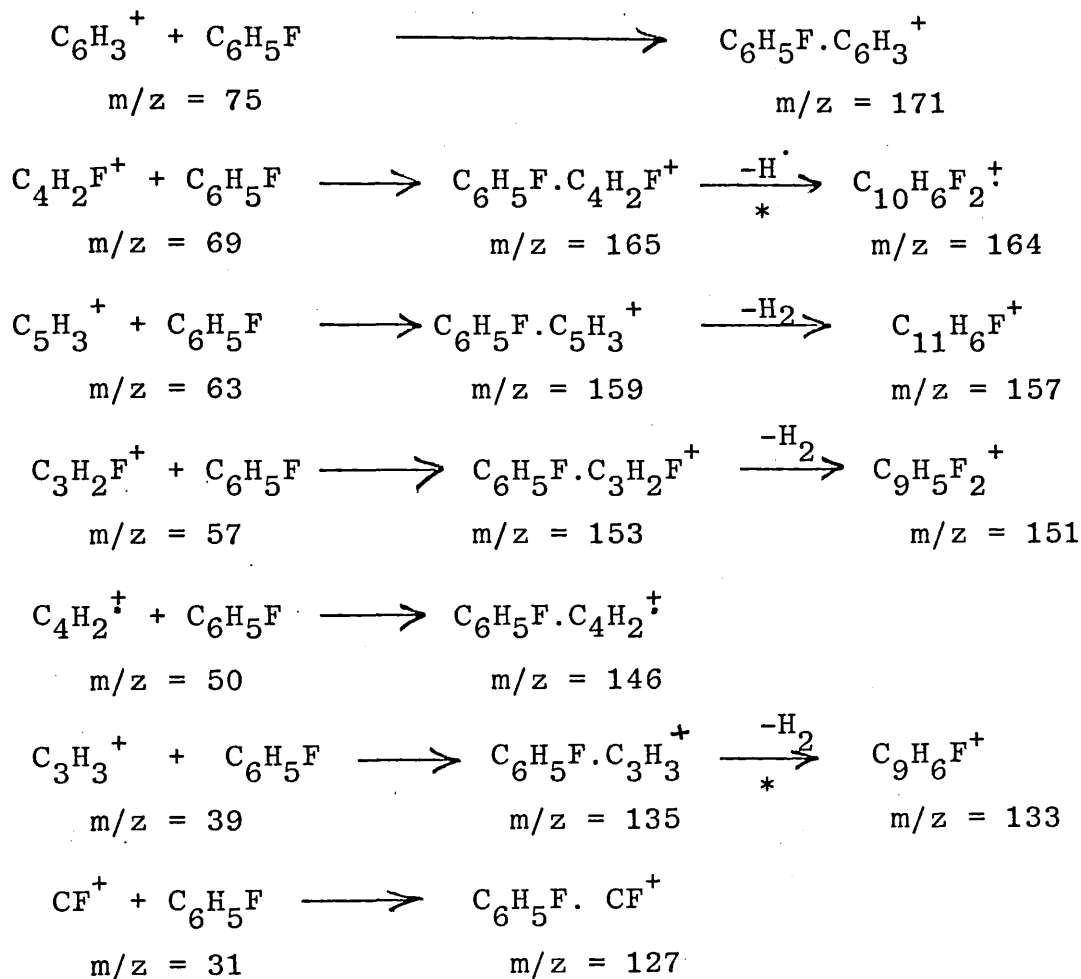 C₆H₃⁺ + C₆H₅F ⟶ C₆H₅F.C₆H₃⁺
m/z = 75 m/z = 171
C₄H₂F⁺ + C₆H₅F ⟶ C₆H₅F.C₄H₂F⁺ –H˙ ⟶ * C₁₀H₆F₂⁺˙
m/z = 69 m/z = 165 m/z = 164
C₅H₃⁺ + C₆H₅F ⟶ C₆H₅F.C₅H₃⁺ –H₂ ⟶ C₁₁H₆F⁺
m/z = 63 m/z = 159 m/z = 157
C₃H₂F⁺ + C₆H₅F ⟶ C₆H₅F.C₃H₂F⁺ –H₂ ⟶ C₉H₅F₂⁺
m/z = 57 m/z = 153 m/z = 151
C₄H₂⁺˙ + C₆H₅F ⟶ C₆H₅F.C₄H₂⁺˙
m/z = 50 m/z = 146
C₃H₃⁺ + C₆H₅F ⟶ C₆H₅F.C₃H₃⁺ –H₂ ⟶ * C₉H₆F⁺
m/z = 39 m/z = 135 m/z = 133
CF⁺ + C₆H₅F ⟶ C₆H₅F. CF⁺
m/z = 31 m/z = 127